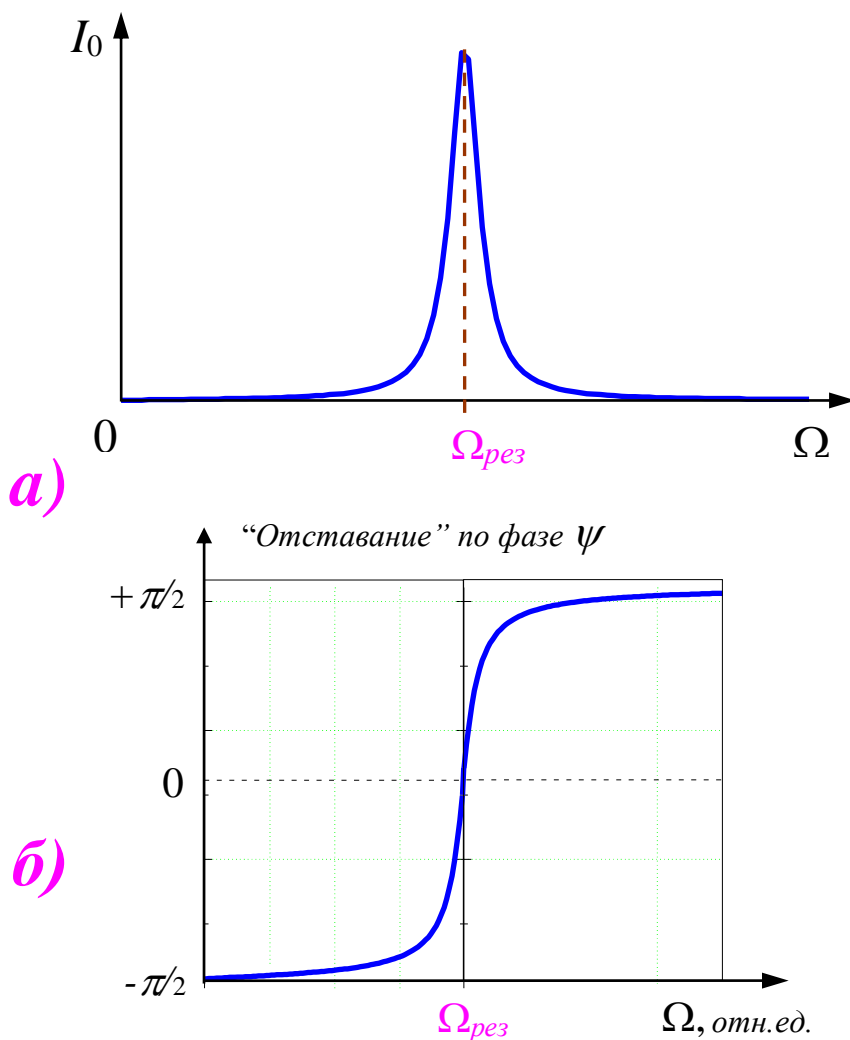 I₀
0
Ωрез
Ω
а)
“Отставание” по фазе ψ
+π/2
0
б)
-π/2
Ωрез
Ω, отн.ед.